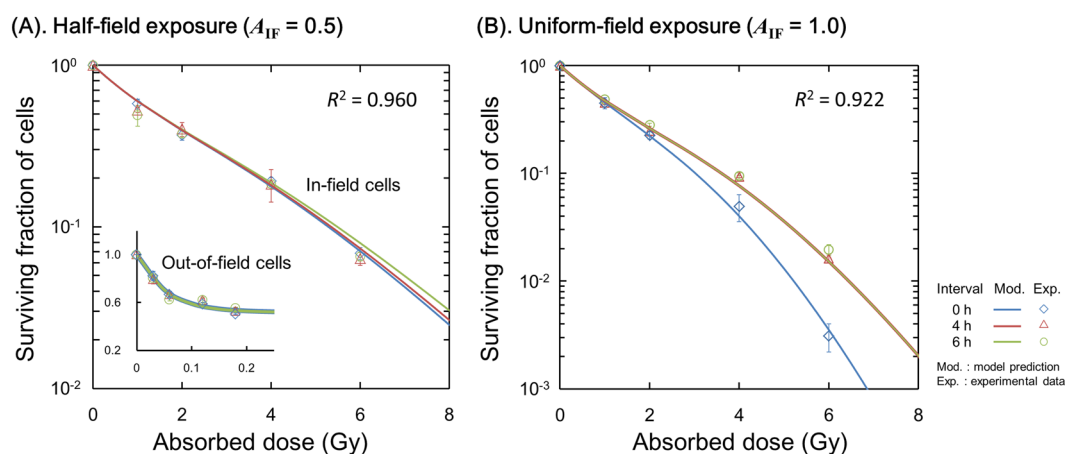 (A). Half-field exposure (A_IF = 0.5)
(B). Uniform-field exposure (A_IF = 1.0)
Surviving fraction of cells
10^0
10^-1
10^-2
R^2 = 0.960
In-field cells
Out-of-field cells
1.0
0.6
0.2
0 0.1 0.2
0 2 4 6 8
Absorbed dose (Gy)
Surviving fraction of cells
10^0
10^-1
10^-2
10^-3
R^2 = 0.922
0 2 4 6 8
Absorbed dose (Gy)
Interval Mod. Exp.
0 h
4 h
6 h
Mod. : model prediction
Exp. : experimental data